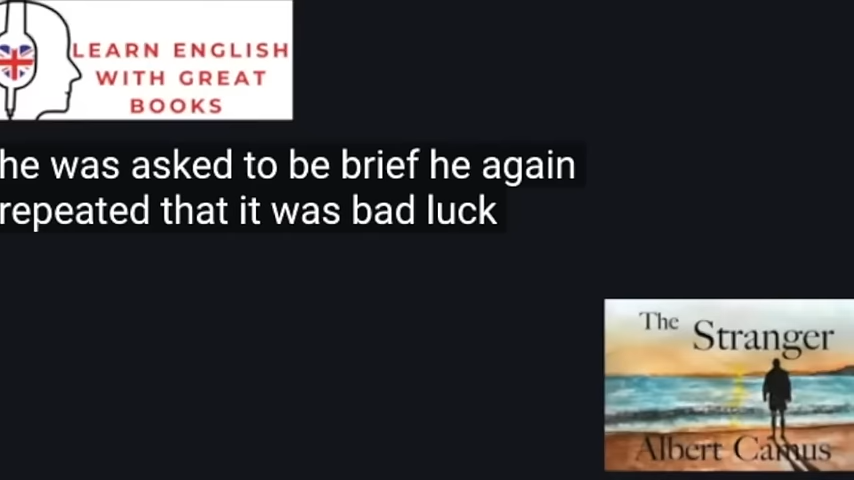 LEARN ENGLISH
WITH GREAT
BOOKS
he was asked to be brief he again
repeated that it was bad luck
The Stranger
Albert Camus